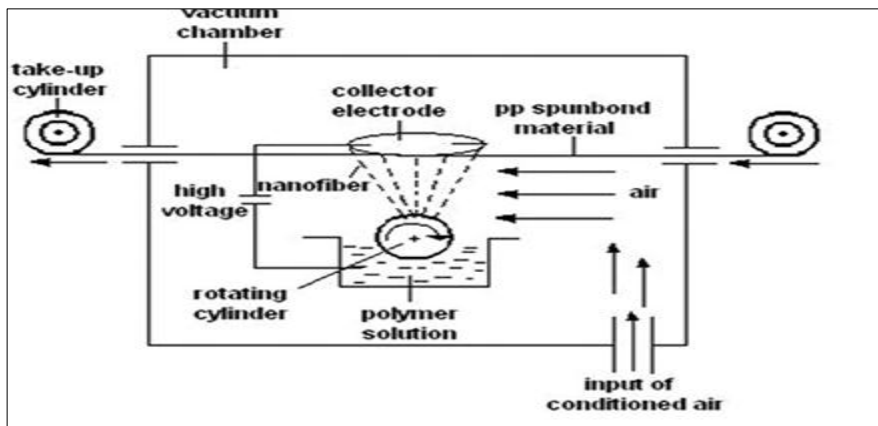 vacuum
chamber
take-up
cylinder
collector
electrode
pp spunbond
material
nanofiber
high
voltage
air
rotating
cylinder
polymer
solution
input of
conditioned air